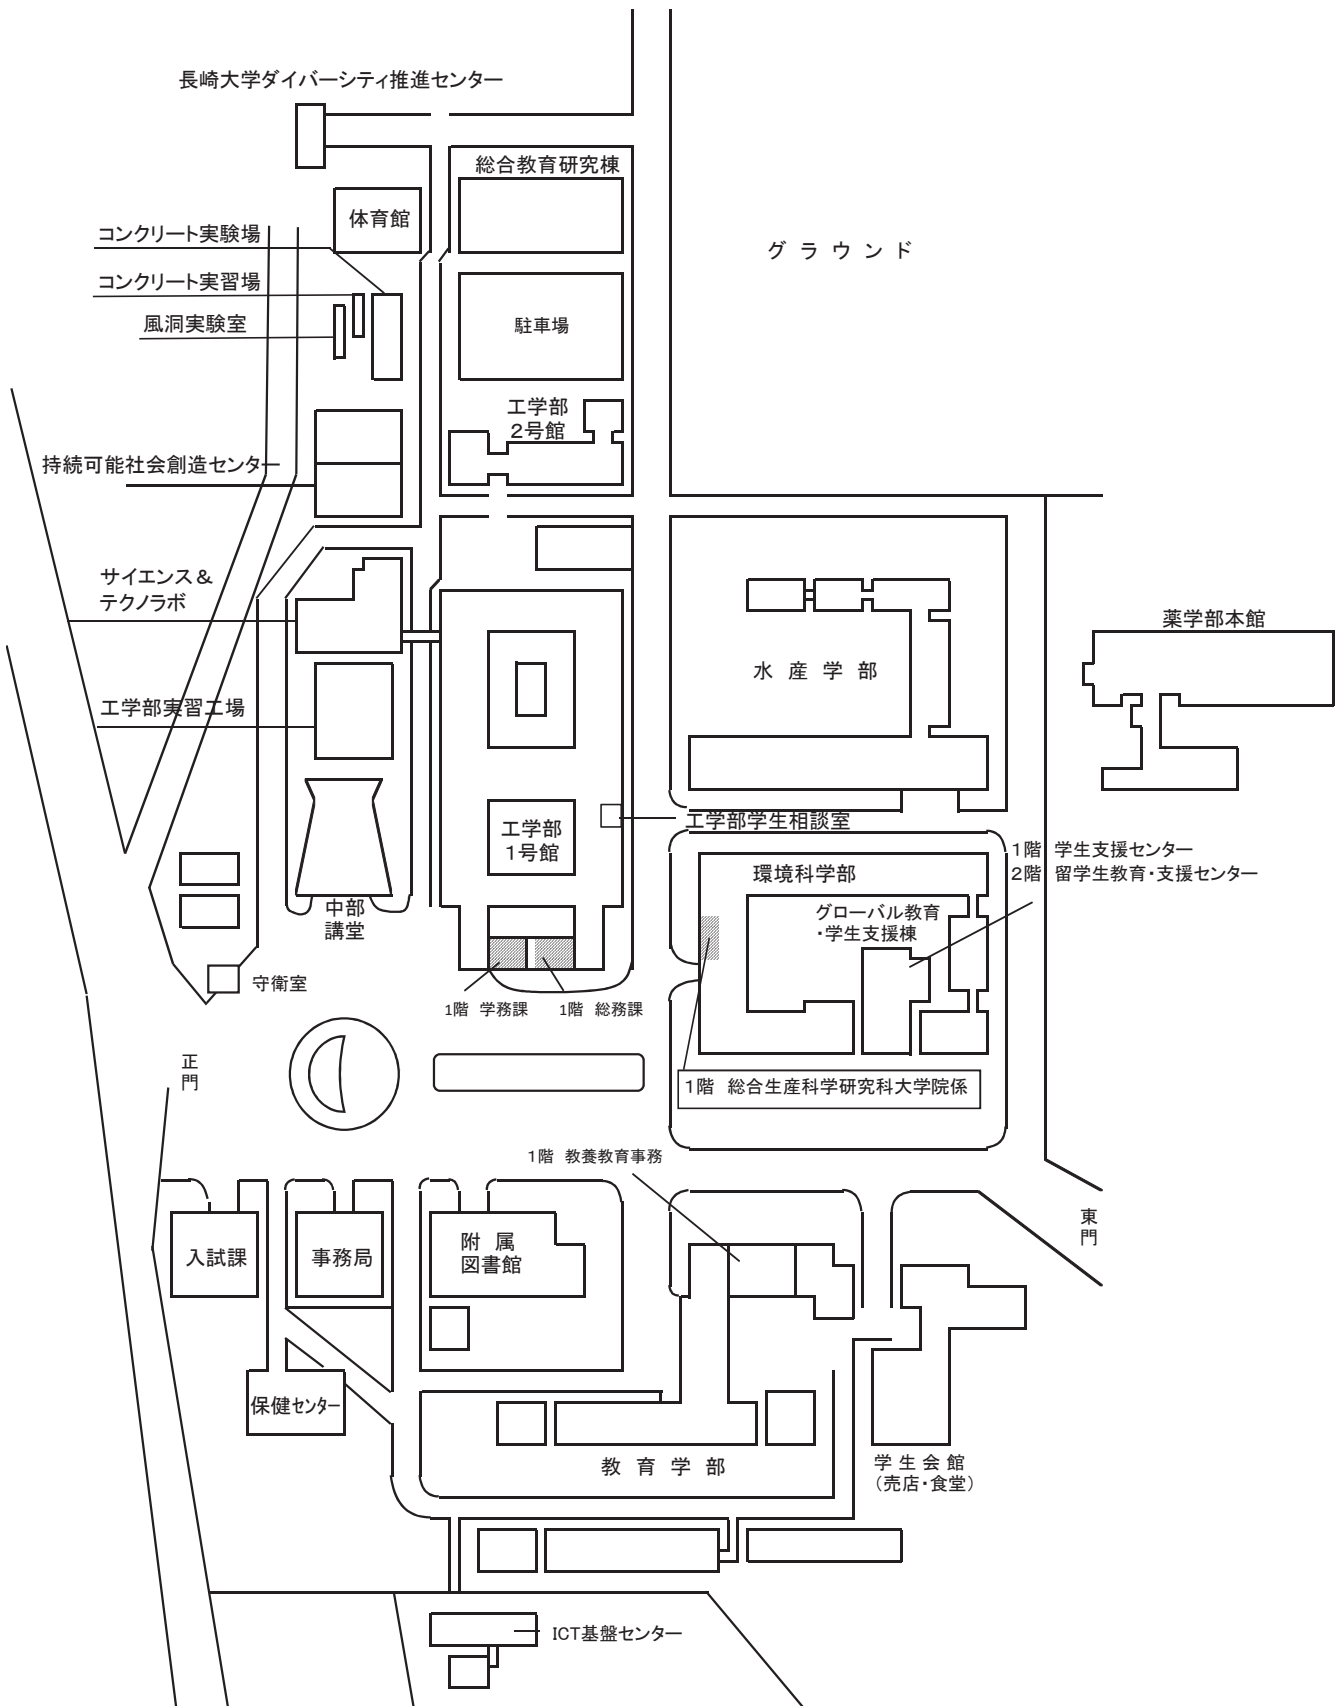 長崎大学ダイバーシティ推進センター
総合教育研究棟
体育館
コンクリート実験場
グラウンド
コンクリート実習場
風洞実験室
駐車場
工学部
2号館
持続可能社会創造センター
サイエンス&
テクノラボ
薬学部本館
水産学部
工学部実習工場
工学部学生相談室
工学部
1号館
1階 学生支援センター
2階 留学生教育・支援センター
環境科学部
中部
講堂
グローバル教育
・学生支援棟
守衛室
1階 学務課
1階 総務課
正
門
1階 総合生産科学研究科大学院係
1階 教養教育事務
東
門
入試課
事務局
附属
図書館
保健センター
教育学部
学生会館
(売店・食堂)
ICT基盤センター